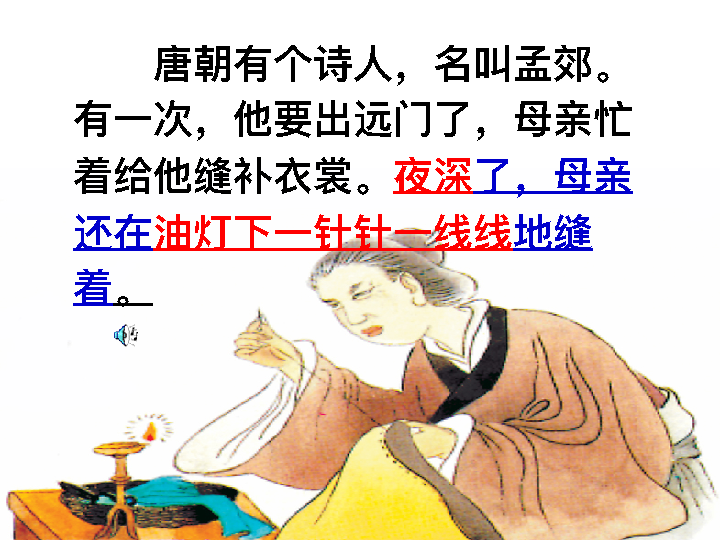 唐朝有个诗人，名叫孟郊。
有一次，他要出远门了，母亲忙
着给他缝补衣裳。夜深了，母亲
还在油灯下一针针一线线地缝
着。